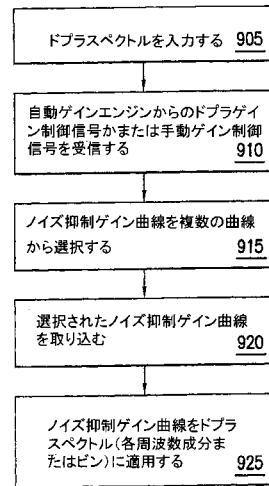 ドプラスペクトルを入力する 905
自動ゲインエンジンからのドプラゲイ
ン制御信号かまたは手動ゲイン制御
信号を受信する 910
ノイズ抑制ゲイン曲線を複数の曲線
から選択する 915
選択されたノイズ抑制ゲイン曲線
を取り込む 920
ノイズ抑制ゲイン曲線をドプラ
スペクトル(各周波数成分ま
たはビン)に適用する 925